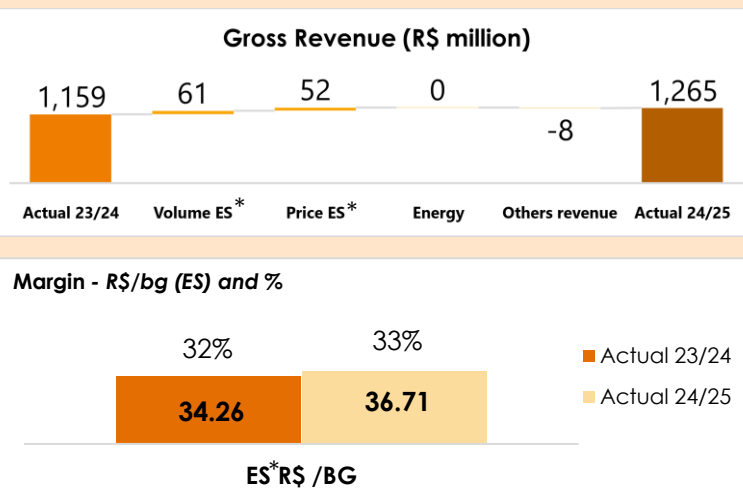 Gross Revenue (R$ million)
1,159 61 52 0 -8 1,265
Actual 23/24 Volume ES* Price ES* Energy Others revenue Actual 24/25
Margin - R$/bg (ES) and %
32% 33%
34.26 36.71
Actual 23/24
Actual 24/25
ES*R$ /BG